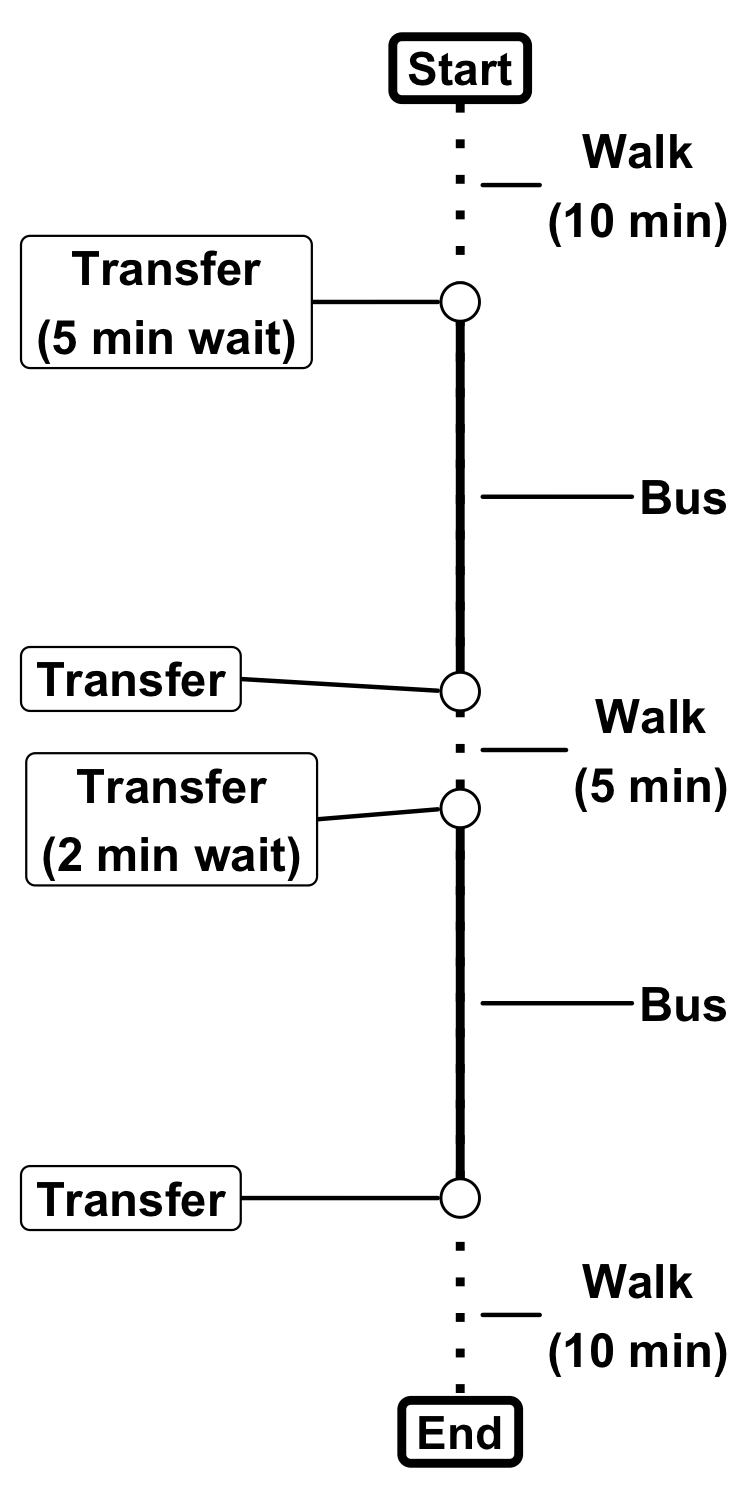 Start
Walk
(10 min)
Transfer
(5 min wait)
Bus
Transfer
Walk
(5 min)
Transfer
(2 min wait)
Bus
Transfer
Walk
(10 min)
End